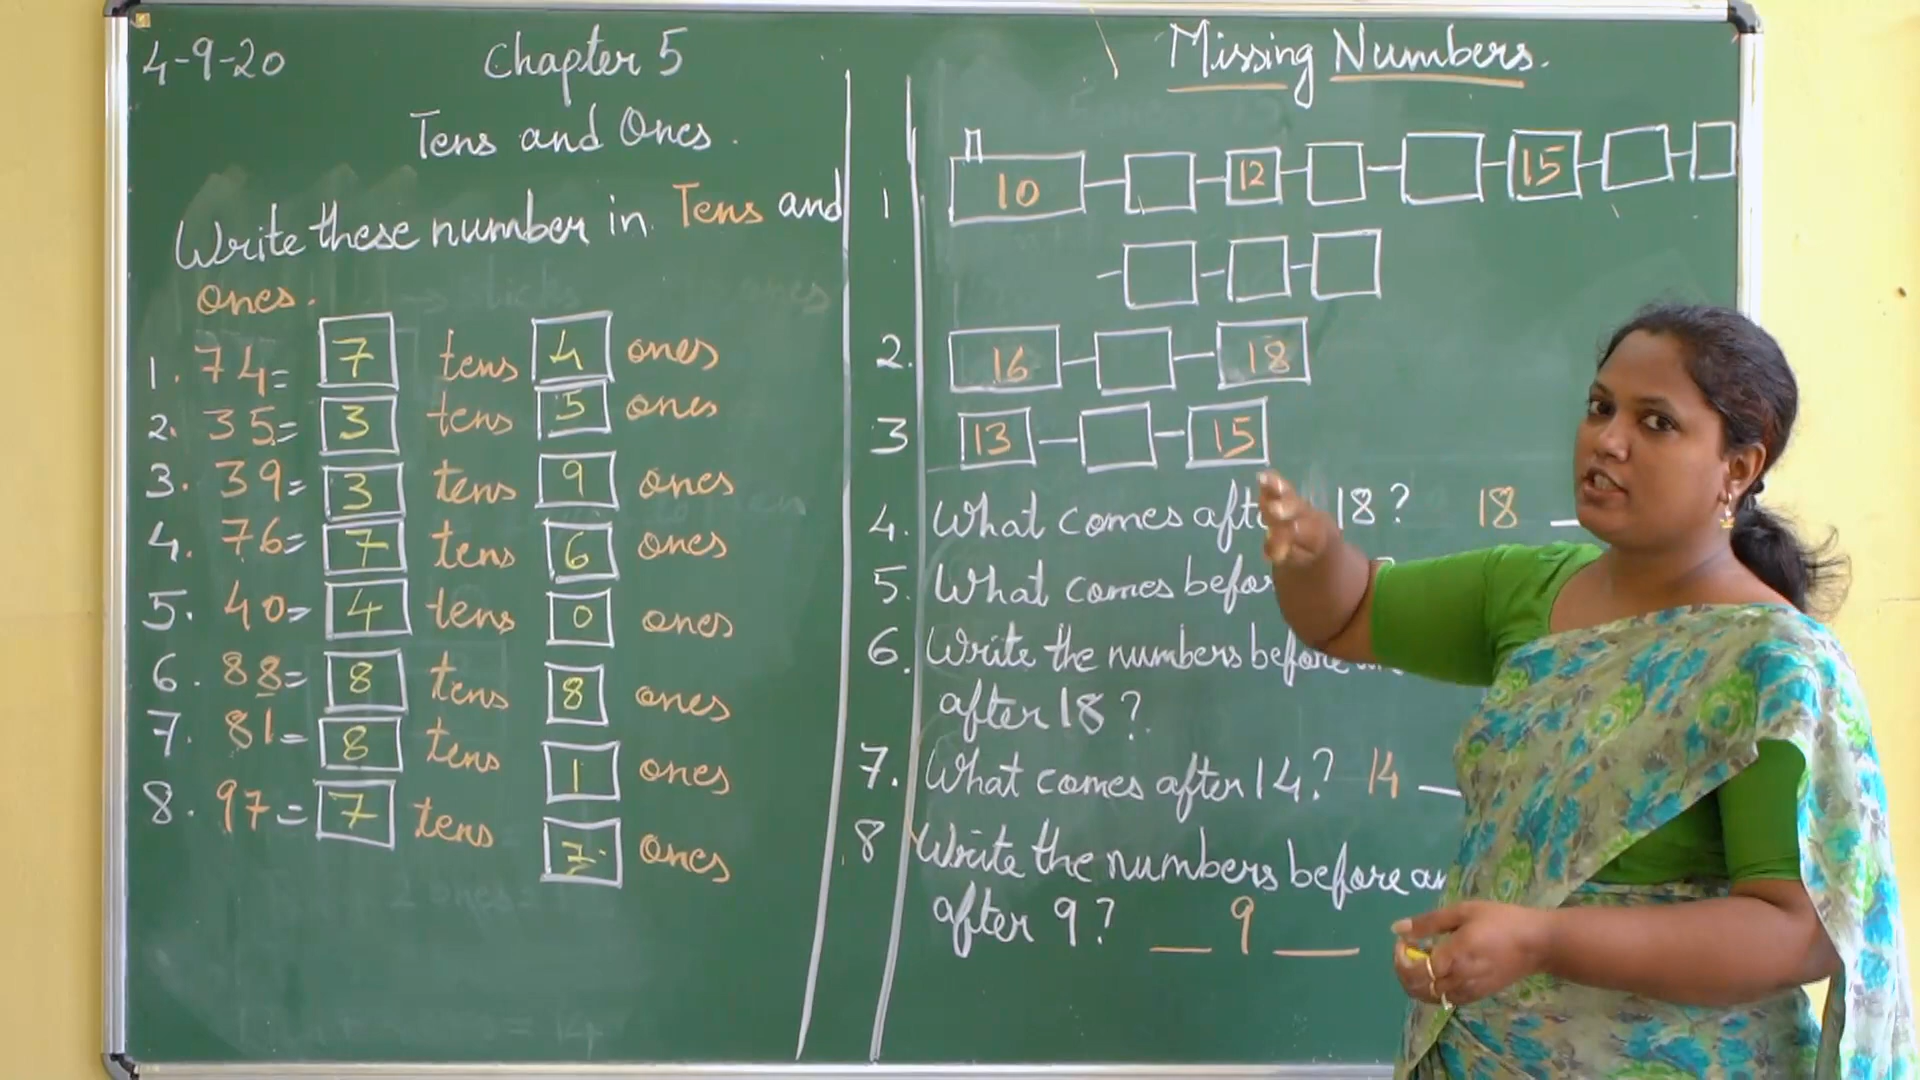 4-9-20 Chapter 5
Tens and Ones.
Write these number in Tens and
ones.
1. 74= 7 tens 4 ones
2. 35= 3 tens 5 ones
3. 39= 3 tens 9 ones
4. 76= 7 tens 6 ones
5. 40= 4 tens 0 ones
6. 88= 8 tens 8 ones
7. 81= 8 tens 1 ones
8. 97= 7 tens 7 ones
Missing Numbers.
1 10 12 15
2. 16 18
3 13 15
4. What comes 18? 18 _
5. What comes
6. Write the numbers before
after 18?
7. What comes after 14? 14 _
8 Write the numbers before
after 9? _ 9 _